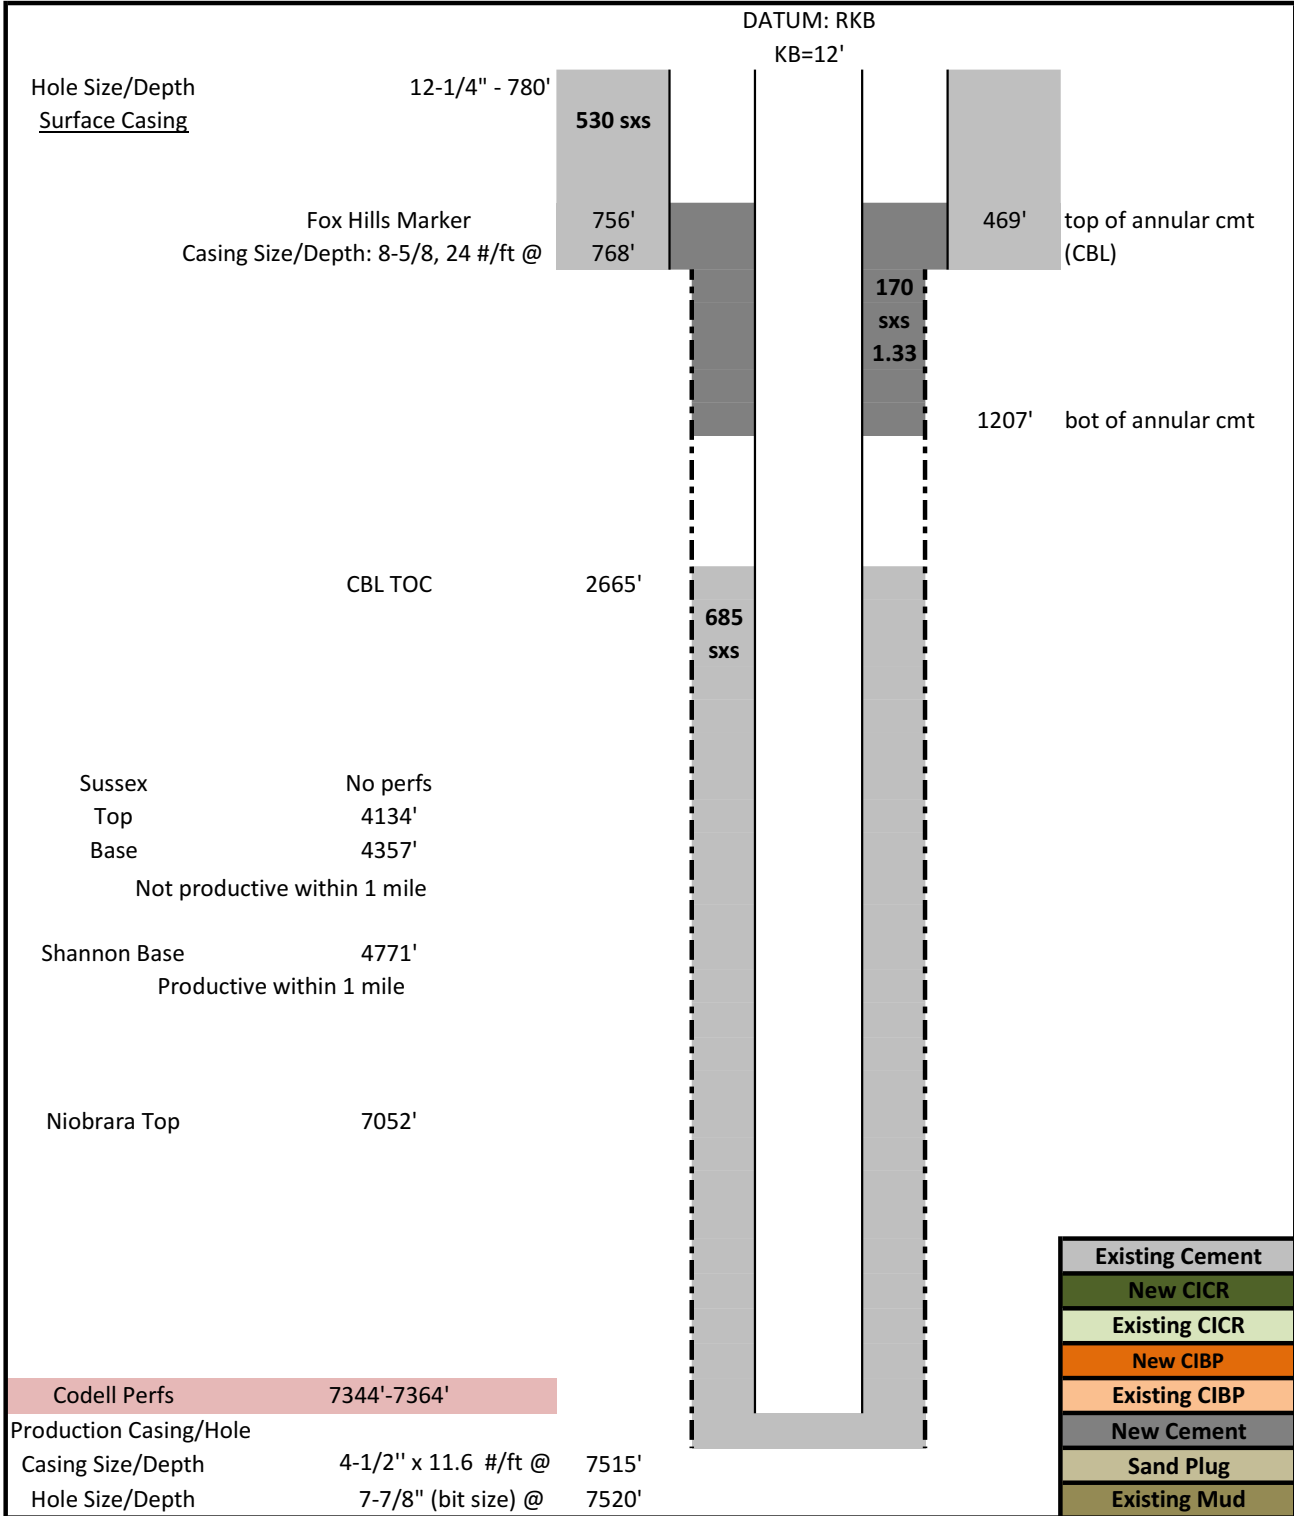 DATUM: RKB
KB=12'
Hole Size/Depth 12-1/4" - 780'
Surface Casing 530 sxs
Fox Hills Marker 756' 469' top of annular cmt
Casing Size/Depth: 8-5/8, 24 #/ft @ 768' (CBL)
170
sxs
1.33
1207' bot of annular cmt
CBL TOC 2665'
685
sxs
Sussex No perfs
Top 4134'
Base 4357'
Not productive within 1 mile
Shannon Base 4771'
Productive within 1 mile
Niobrara Top 7052'
Existing Cement
New CICR
Existing CICR
New CIBP
Codell Perfs 7344'-7364' Existing CIBP
Production Casing/Hole New Cement
Casing Size/Depth 4-1/2'' x 11.6 #/ft @ 7515' Sand Plug
Hole Size/Depth 7-7/8" (bit size) @ 7520' Existing Mud